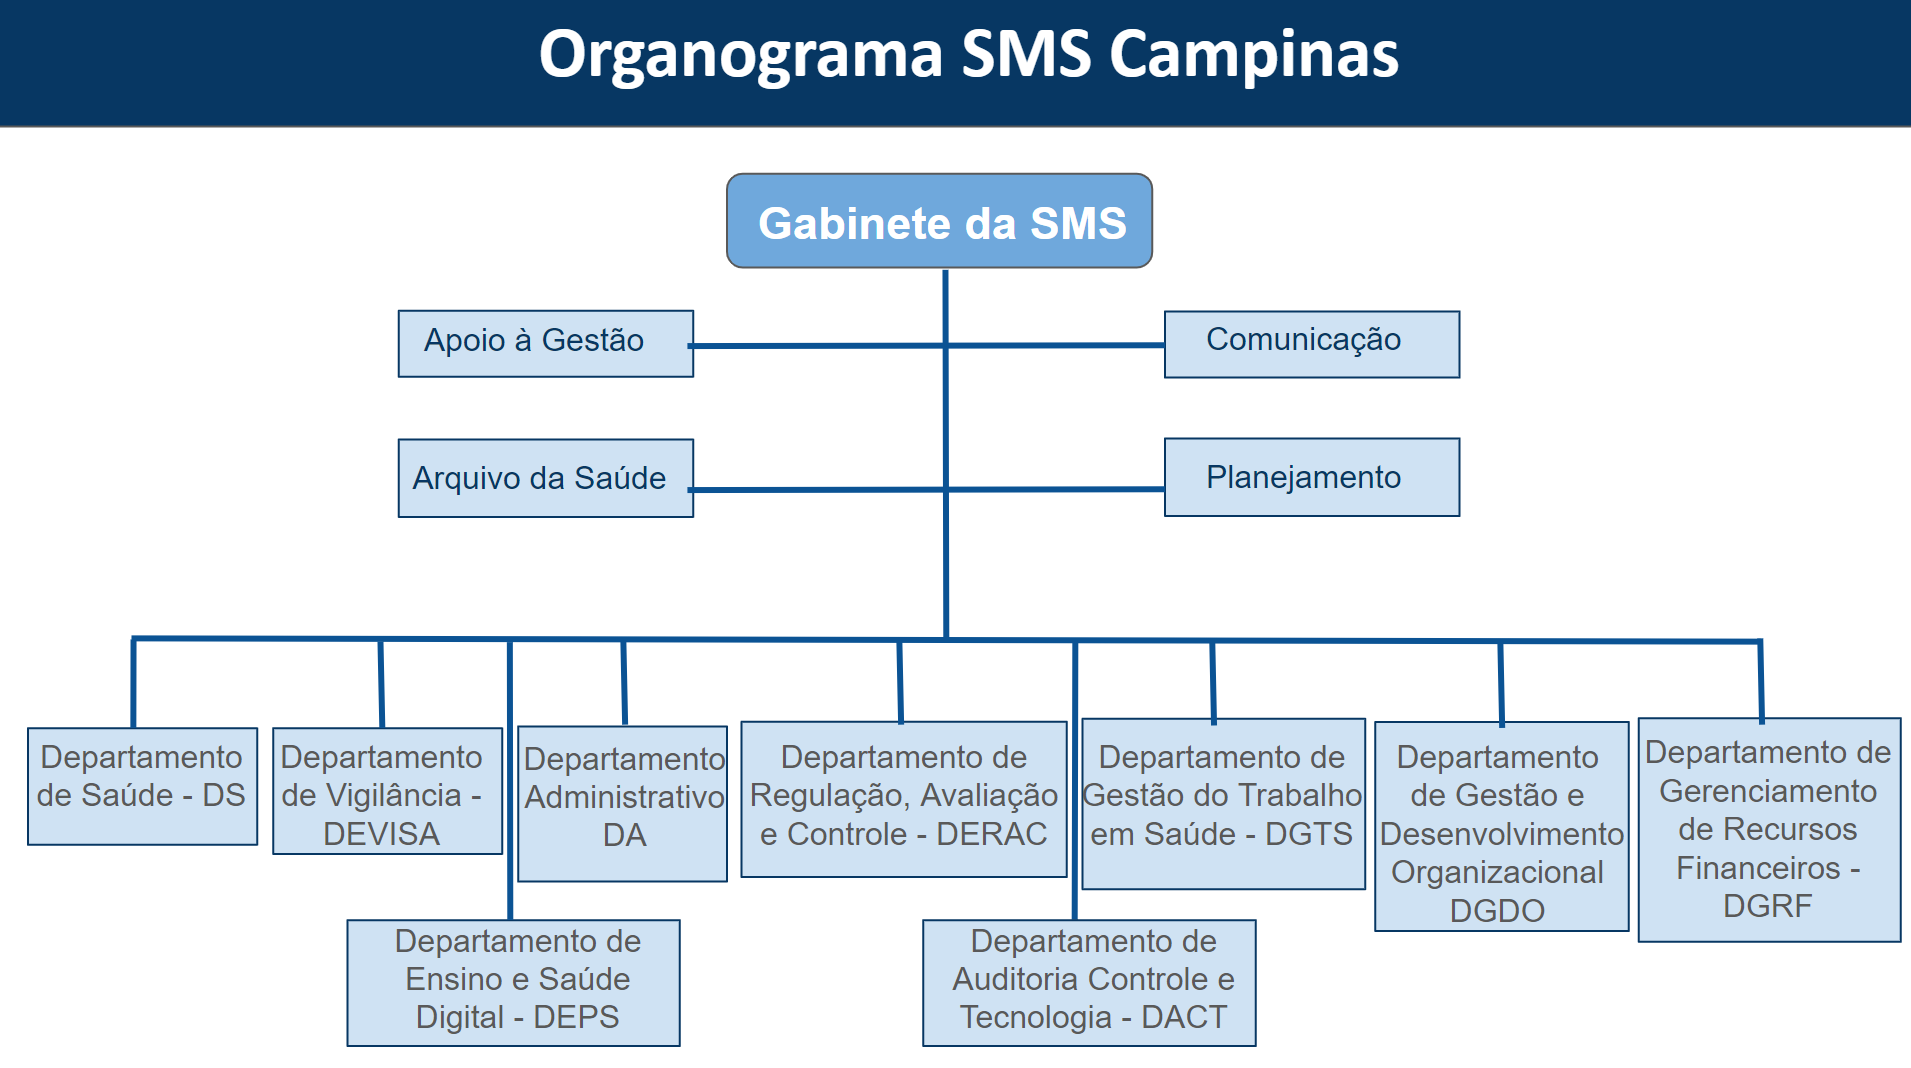 Organograma SMS Campinas
Gabinete da SMS
Apoio à Gestão
Comunicação
Arquivo da Saúde
Planejamento
Departamento
de Saúde - DS
Departamento
de Vigilância -
DEVISA
Departamento
Administrativo
DA
Departamento de
Regulação, Avaliação
e Controle - DERAC
Departamento de
Gestão do Trabalho
em Saúde - DGTS
Departamento
de Gestão e
Desenvolvimento
Organizacional
DGDO
Departamento de
Gerenciamento
de Recursos
Financeiros -
DGRF
Departamento de
Ensino e Saúde
Digital - DEPS
Departamento de
Auditoria Controle e
Tecnologia - DACT